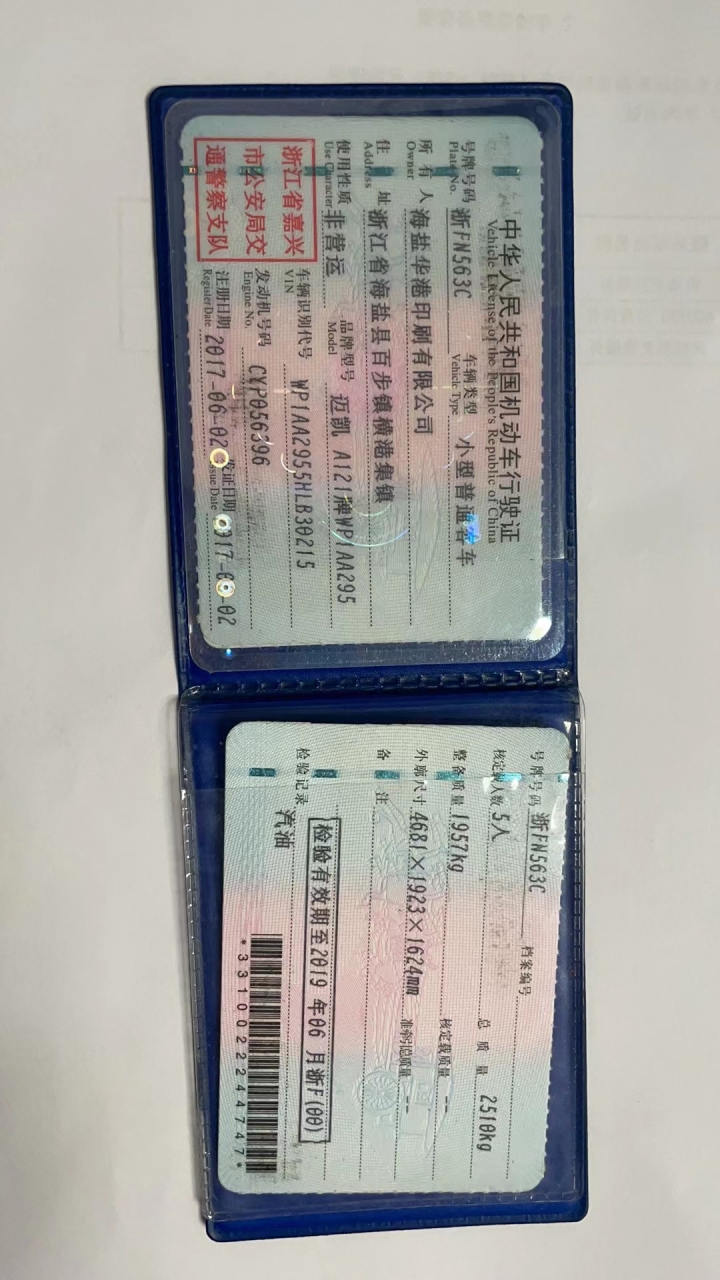 中华人民共和国机动车行驶证
Vehicle License of the People's Republic of China
号牌号码 浙FN563C 车辆类型 小型普通客车
Plate No. Vehicle Type
所有人 海盐华港印刷有限公司
Owner
住址 浙江省海盐县百步镇横港集镇
Address
使用性质 非营运 品牌型号 迈凯 A121牌WP1AA295
Use Character Model
浙江省嘉兴
市公安局交
通警察支队
车辆识别代号 WP1AA2955HLB30215
VIN
发动机号码 CYP056396
Engine No.
注册日期 2017-06-02 发证日期 2017-06-02
Register Date Issue Date
号牌号码 浙FN563C 档案编号
核定载人数 5人 总质量 2510kg
整备质量 1957kg 核定载质量 --
外廓尺寸 4681×1923×1624mm 准牵引总质量 --
备注
检验有效期至2019年06月浙F(00)
检验记录
汽油
*3310022244747*